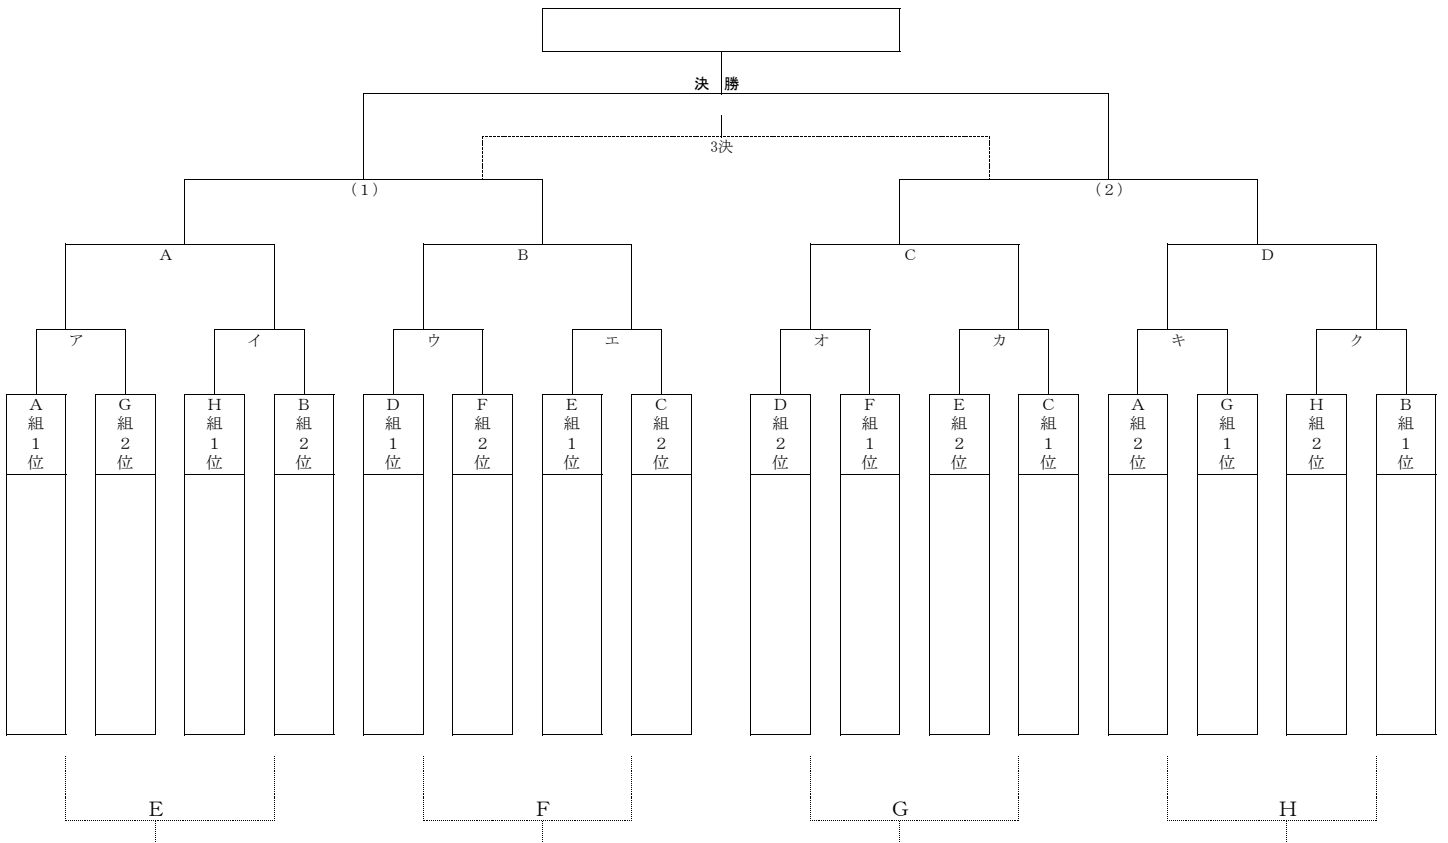 決　勝
3決
（１）
（２）
A
B
C
D
ア
イ
ウ
エ
オ
カ
キ
ク
A組1位
G組2位
H組1位
B組2位
D組1位
F組2位
E組1位
C組2位
D組2位
F組1位
E組2位
C組1位
A組2位
G組1位
H組2位
B組1位
E
F
G
H